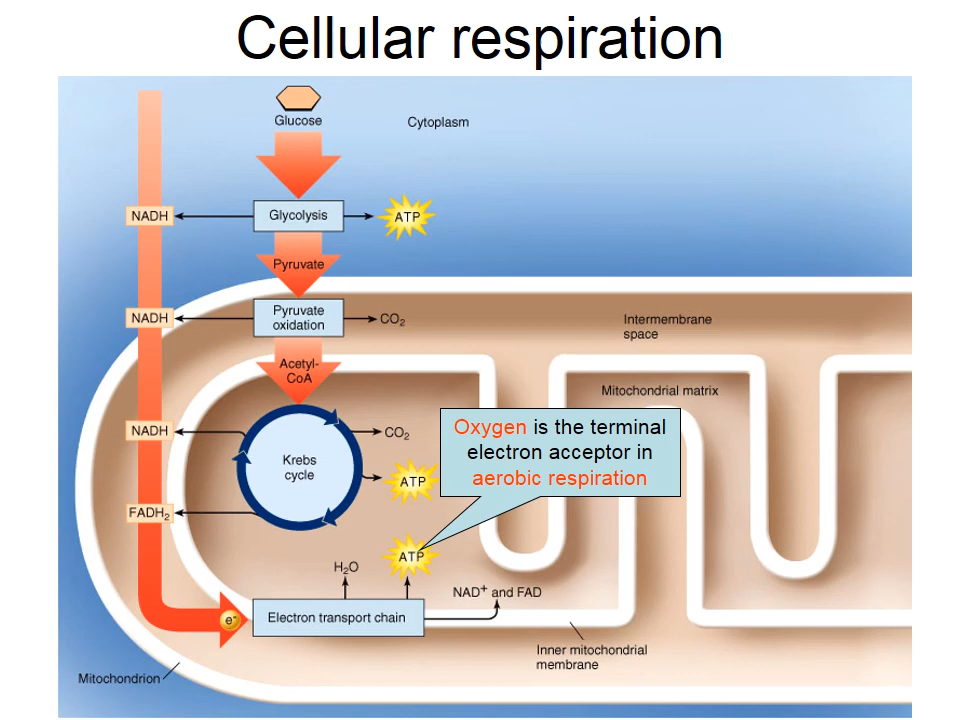 Cellular respiration
Glucose
Cytoplasm
NADH
Glycolysis
ATP
Pyruvate
NADH
Pyruvate
oxidation
CO₂
Intermembrane
space
Acetyl-
CoA
Mitochondrial matrix
NADH
CO₂
Oxygen is the terminal
electron acceptor in
aerobic respiration
Krebs
cycle
ATP
FADH₂
ATP
H₂O
NAD⁺ and FAD
e⁻
Electron transport chain
Inner mitochondrial
membrane
Mitochondrion